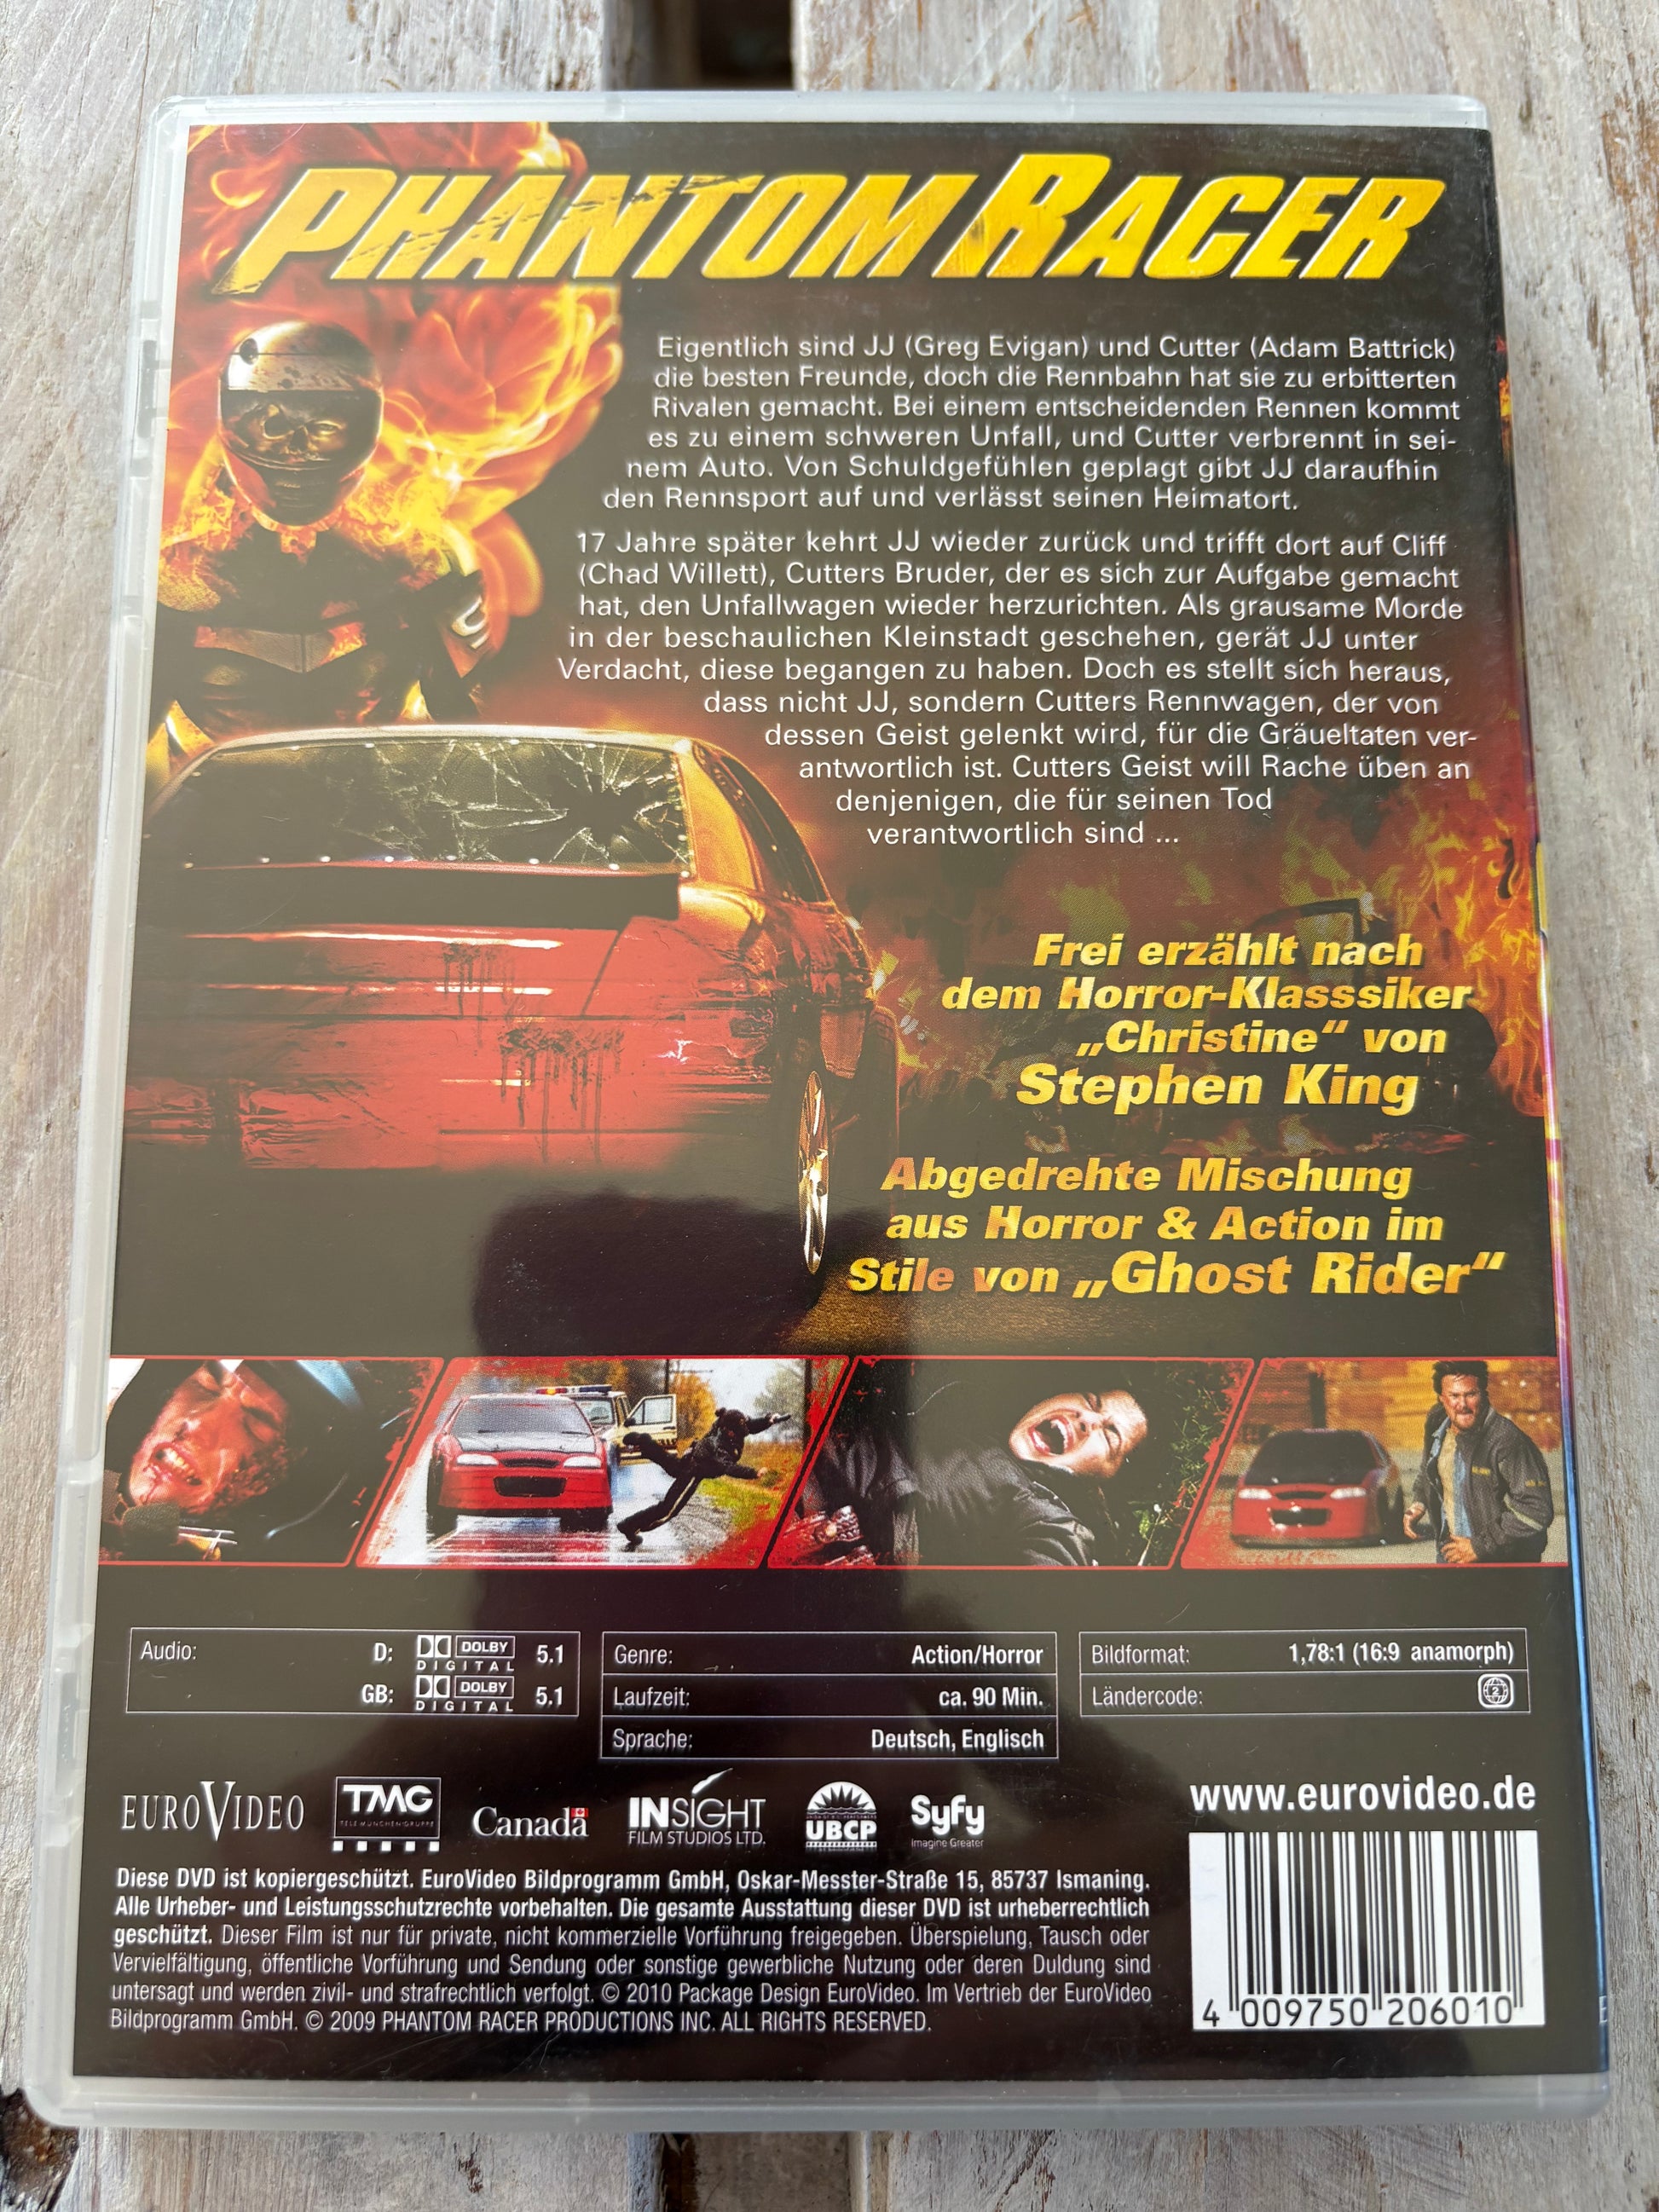 PHANTOM RACER
Eigentlich sind JJ (Greg Evigan) und Cutter (Adam Battrick)
die besten Freunde, doch die Rennbahn hat sie zu erbitterten
Rivalen gemacht. Bei einem entscheidenden Rennen kommt
es zu einem schweren Unfall, und Cutter verbrennt in sei-
nem Auto. Von Schuldgefühlen geplagt gibt JJ daraufhin
den Rennsport auf und verlässt seinen Heimatort.
17 Jahre später kehrt JJ wieder zurück und trifft dort auf Cliff
(Chad Willett), Cutters Bruder, der es sich zur Aufgabe gemacht
hat, den Unfallwagen wieder herzurichten. Als grausame Morde
in der beschaulichen Kleinstadt geschehen, gerät JJ unter
Verdacht, diese begangen zu haben. Doch es stellt sich heraus,
dass nicht JJ, sondern Cutters Rennwagen, der von
dessen Geist gelenkt wird, für die Gräueltaten ver-
antwortlich ist. Cutters Geist will Rache üben an
denjenigen, die für seinen Tod
verantwortlich sind ...
Frei erzählt nach
dem Horror-Klasssiker
„Christine“ von
Stephen King
Abgedrehte Mischung
aus Horror & Action im
Stile von „Ghost Rider“
Audio: D: DOLBY DIGITAL 5.1
GB: DOLBY DIGITAL 5.1
Genre: Action/Horror
Laufzeit: ca. 90 Min.
Sprache: Deutsch, Englisch
Bildformat: 1,78:1 (16:9 anamorph)
Ländercode: 2
EUROVIDEO
TMG
TELE MÜNCHEN GRUPPE
Canada
INSIGHT
FILM STUDIOS LTD.
UBCP
Syfy
Imagine Greater
www.eurovideo.de
Diese DVD ist kopiergeschützt. EuroVideo Bildprogramm GmbH, Oskar-Messter-Straße 15, 85737 Ismaning.
Alle Urheber- und Leistungsschutzrechte vorbehalten. Die gesamte Ausstattung dieser DVD ist urheberrechtlich
geschützt. Dieser Film ist nur für private, nicht kommerzielle Vorführung freigegeben. Überspielung, Tausch oder
Vervielfältigung, öffentliche Vorführung und Sendung oder sonstige gewerbliche Nutzung oder deren Duldung sind
untersagt und werden zivil- und strafrechtlich verfolgt. © 2010 Package Design EuroVideo. Im Vertrieb der EuroVideo
Bildprogramm GmbH. © 2009 PHANTOM RACER PRODUCTIONS INC. ALL RIGHTS RESERVED.
4 009750 206010